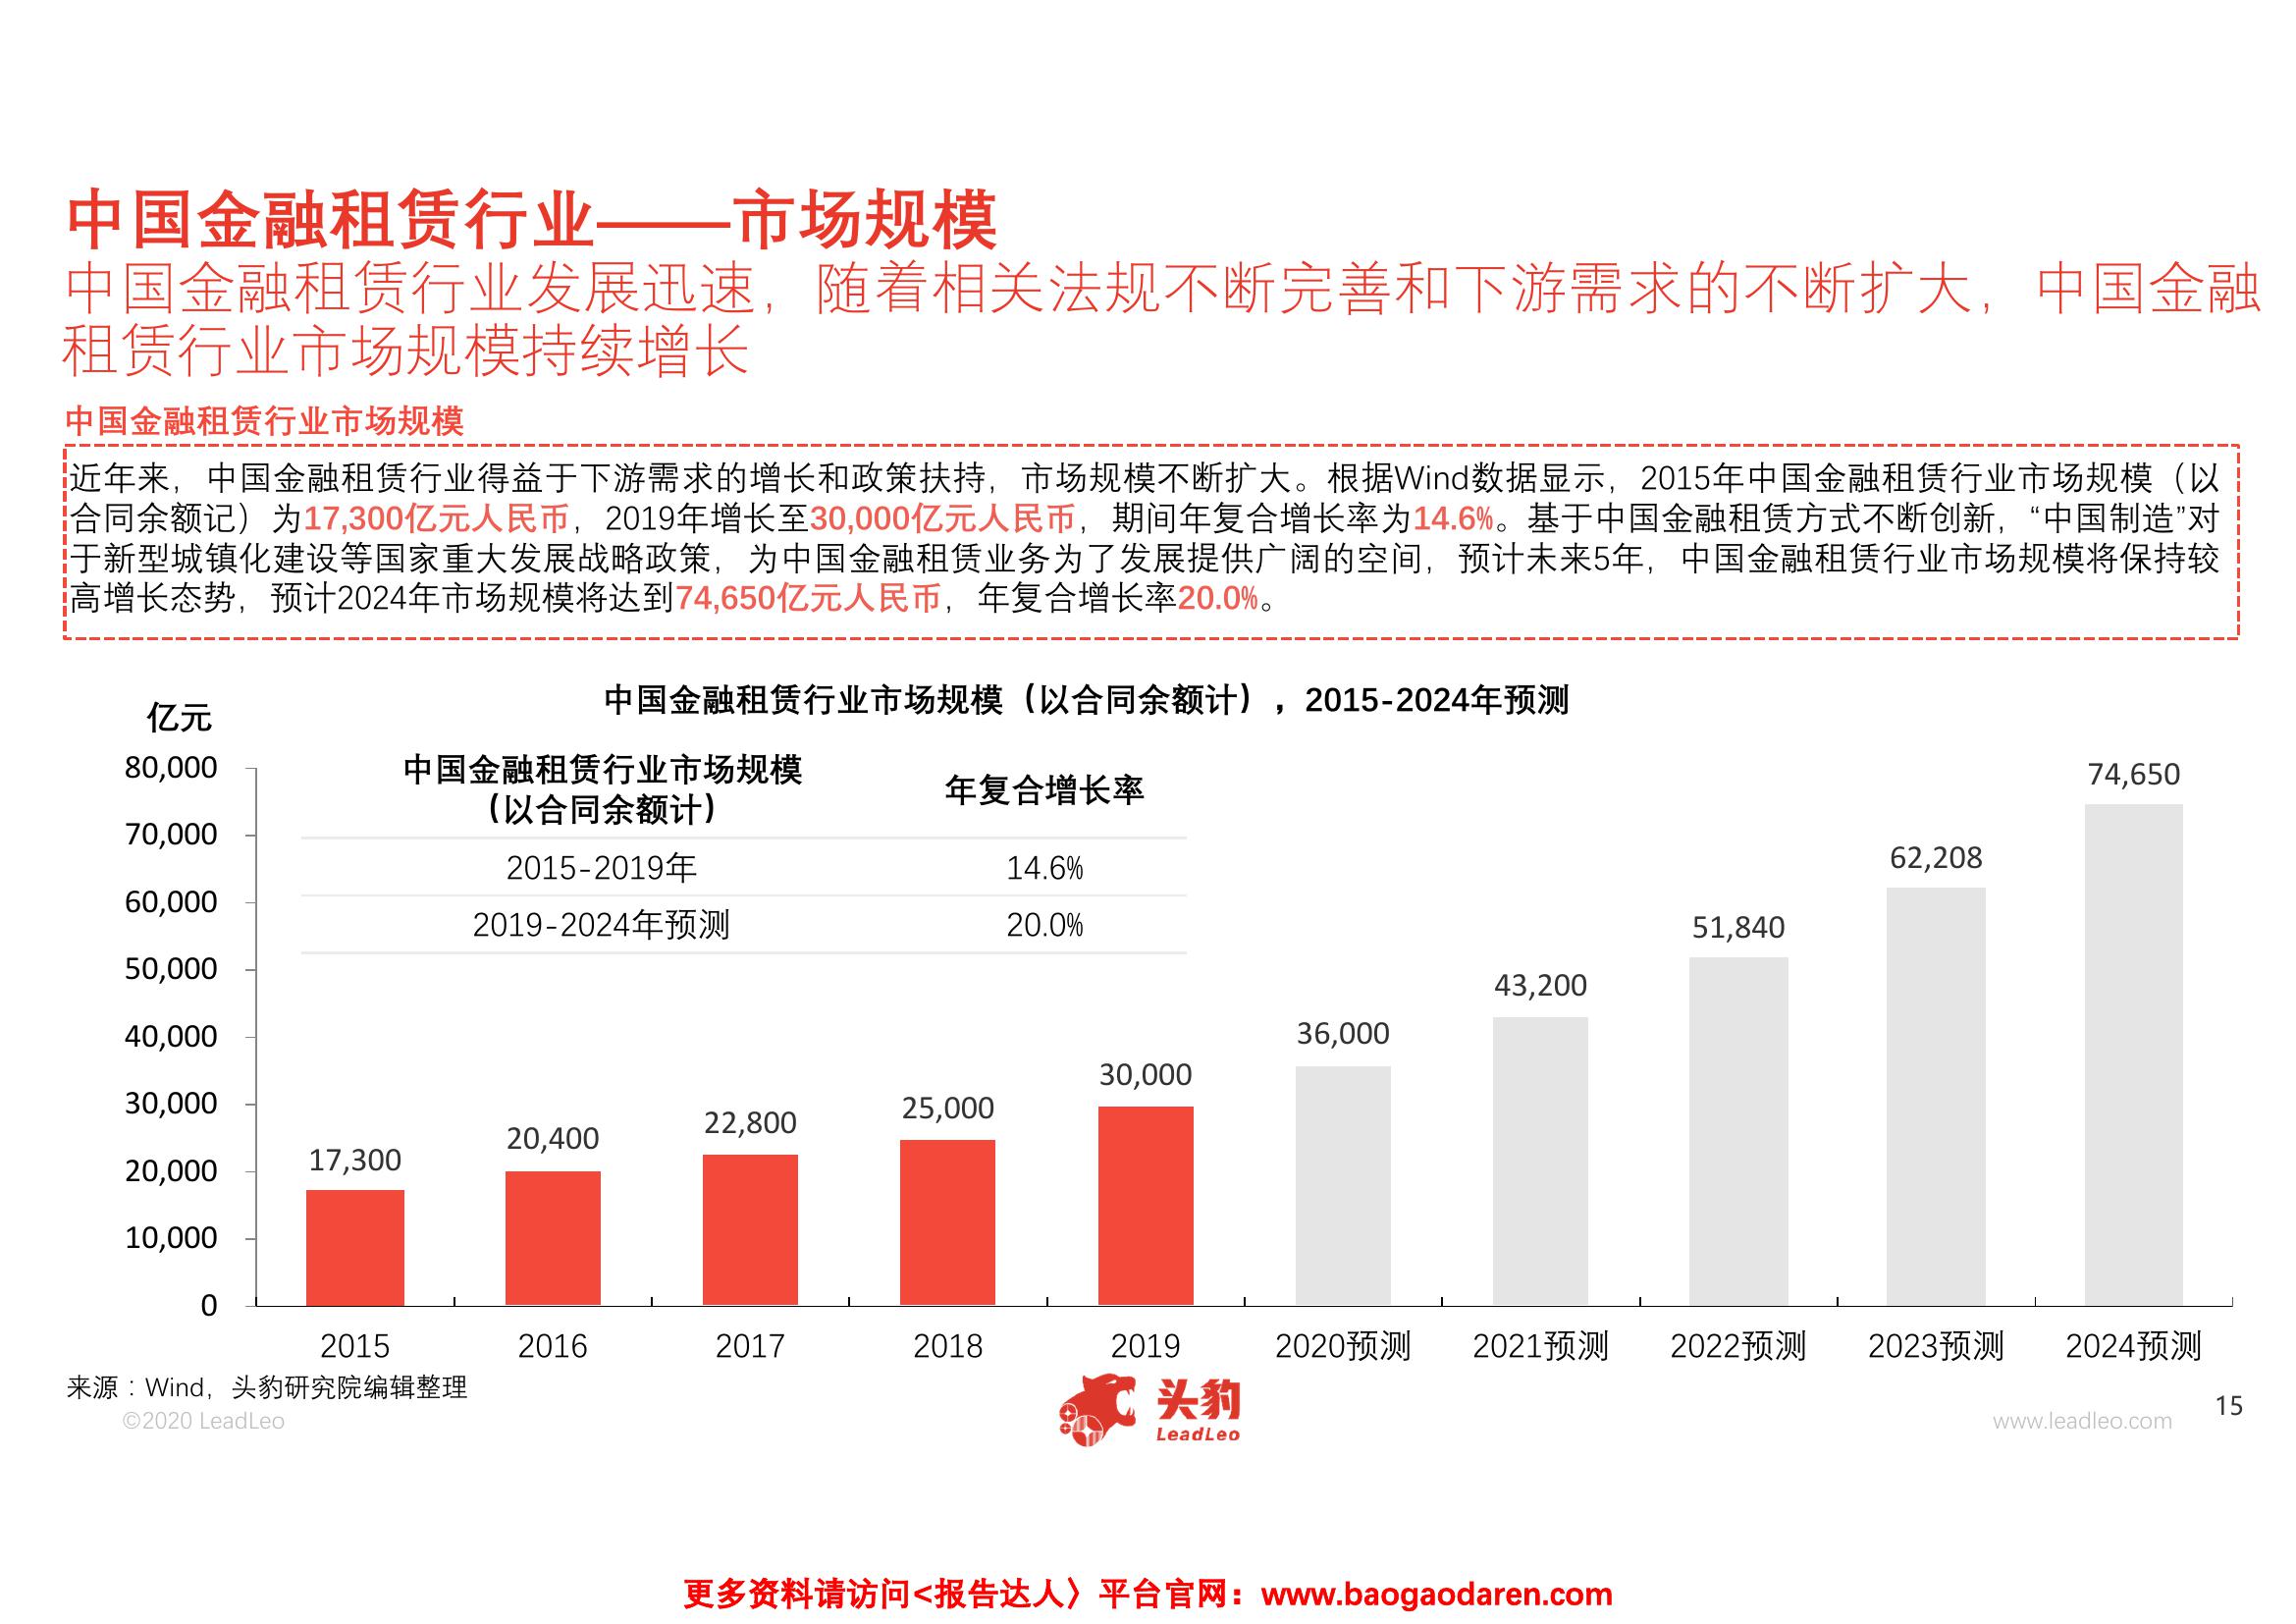 中国金融租赁行业——市场规模
中国金融租赁行业发展迅速，随着相关法规不断完善和下游需求的不断扩大，中国金融
租赁行业市场规模持续增长
中国金融租赁行业市场规模
近年来，中国金融租赁行业得益于下游需求的增长和政策扶持，市场规模不断扩大。根据Wind数据显示，2015年中国金融租赁行业市场规模（以
合同余额记）为17,300亿元人民币，2019年增长至30,000亿元人民币，期间年复合增长率为14.6%。基于中国金融租赁方式不断创新，“中国制造”对
于新型城镇化建设等国家重大发展战略政策，为中国金融租赁业务为了发展提供广阔的空间，预计未来5年，中国金融租赁行业市场规模将保持较
高增长态势，预计2024年市场规模将达到74,650亿元人民币，年复合增长率20.0%。
中国金融租赁行业市场规模（以合同余额计），2015-2024年预测
亿元
中国金融租赁行业市场规模
（以合同余额计）
年复合增长率
2015-2019年 14.6%
2019-2024年预测 20.0%
80,000
70,000
60,000
50,000
40,000
30,000
20,000
10,000
0
17,300
20,400
22,800
25,000
30,000
36,000
43,200
51,840
62,208
74,650
2015 2016 2017 2018 2019 2020预测 2021预测 2022预测 2023预测 2024预测
来源：Wind，头豹研究院编辑整理
©2020 LeadLeo
头豹
LeadLeo
www.leadleo.com
15
更多资料请访问<报告达人〉平台官网：www.baogaodaren.com